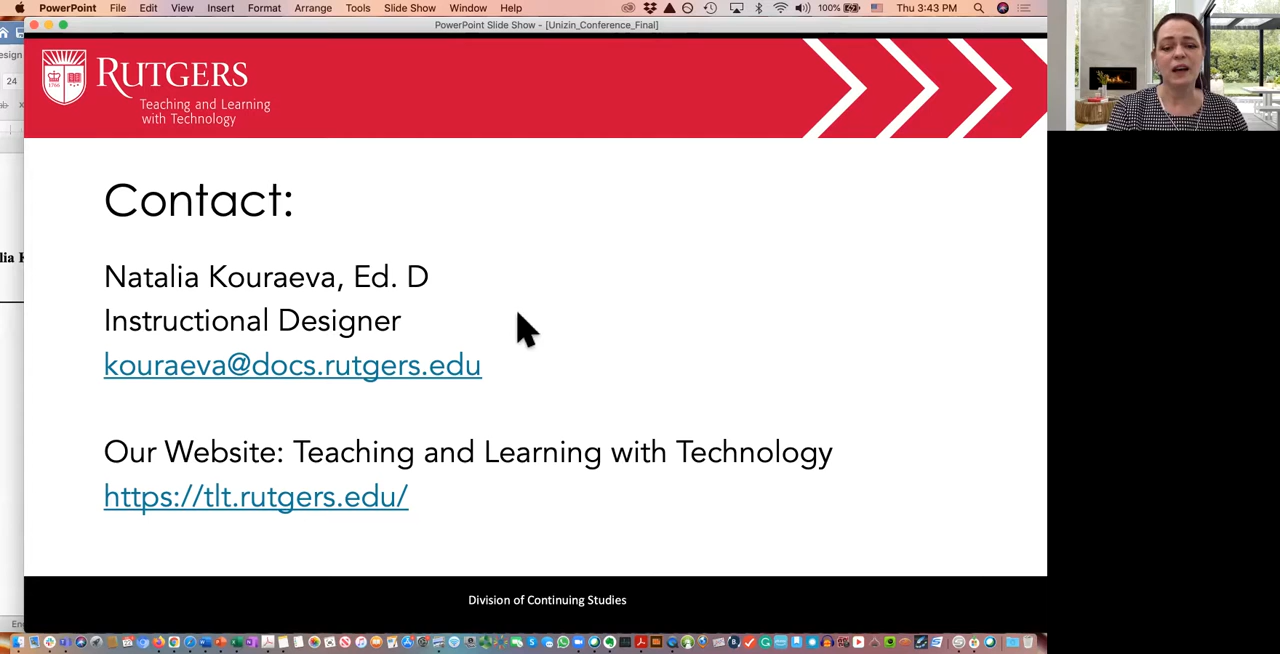 PowerPoint File Edit View Insert Format Arrange Tools Slide Show Window Help 100% Thu 3:43 PM
PowerPoint Slide Show - [Unizin_Conference_Final]
24
RUTGERS
1766
Teaching and Learning
with Technology
Contact:
Natalia Kouraeva, Ed. D
Instructional Designer
kouraeva@docs.rutgers.edu
Our Website: Teaching and Learning with Technology
https://tlt.rutgers.edu/
Division of Continuing Studies